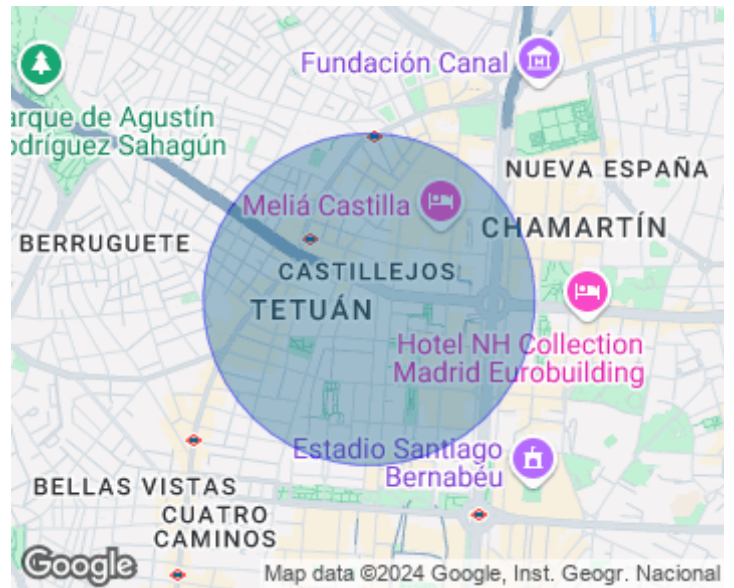 Fundación Canal
arque de Agustín
odríguez Sahagún
NUEVA ESPAÑA
Meliá Castilla
CHAMARTÍN
BERRUGUETE
CASTILLEJOS
TETUÁN
Hotel NH Collection
Madrid Eurobuilding
Estadio Santiago
Bernabéu
BELLAS VISTAS
CUATRO
CAMINOS
Google
Map data ©2024 Google, Inst. Geogr. Nacional